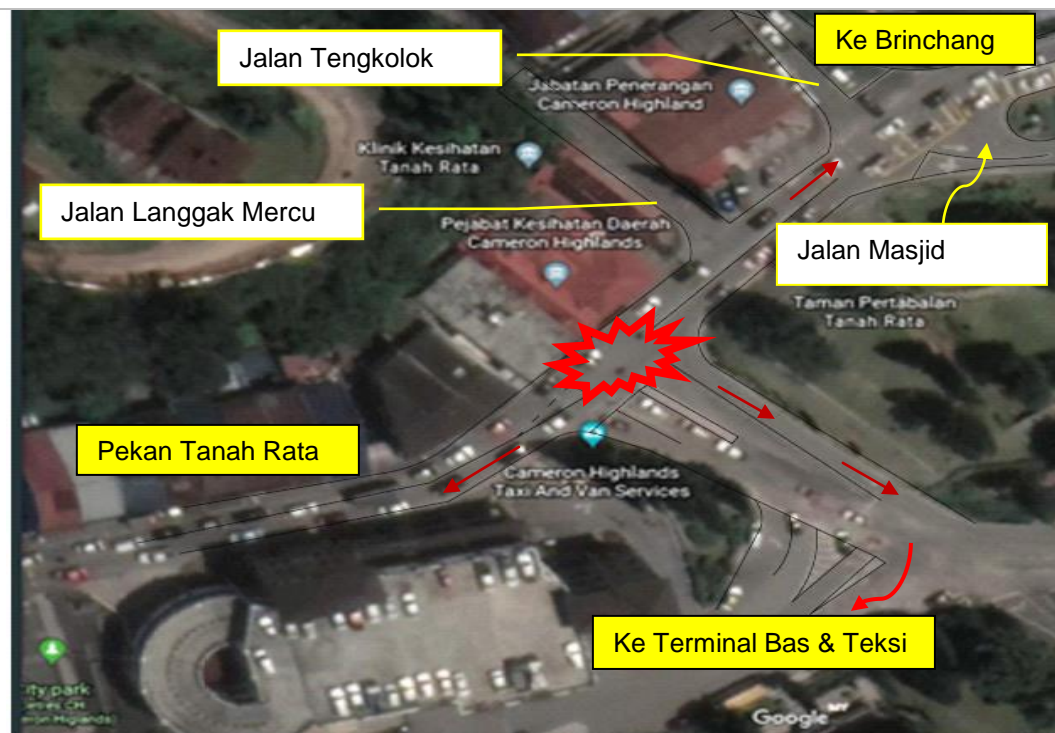 Ke Brinchang
Jalan Tengkolok
Jabatan Penerangan
Cameron Highland
Klinik Kesihatan
Tanah Rata
Jalan Langgak Mercu
Pejabat Kesihatan Daerah
Cameron Highlands
Jalan Masjid
Taman Pertabalan
Tanah Rata
Pekan Tanah Rata
Cameron Highlands
Taxi And Van Services
Ke Terminal Bas & Teksi
ity park
Google